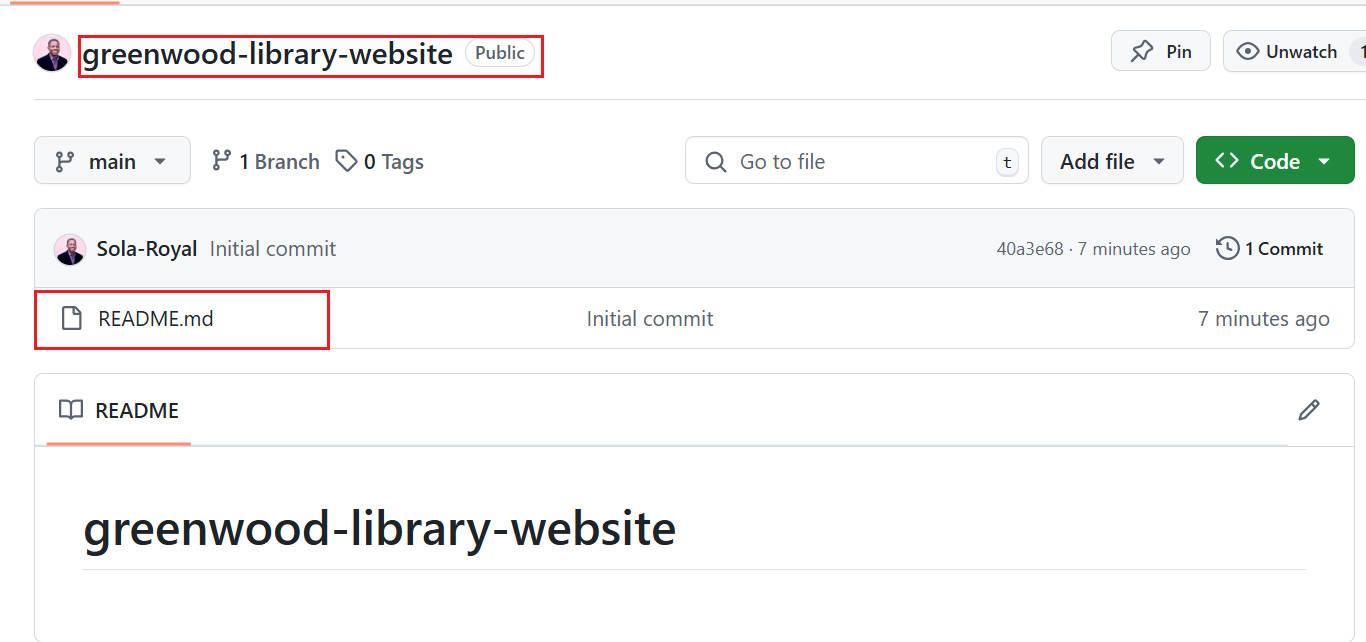 greenwood-library-website Public Pin Unwatch 1
main 1 Branch 0 Tags Go to file t Add file Code
Sola-Royal Initial commit 40a3e68 · 7 minutes ago 1 Commit
README.md Initial commit 7 minutes ago
README
greenwood-library-website